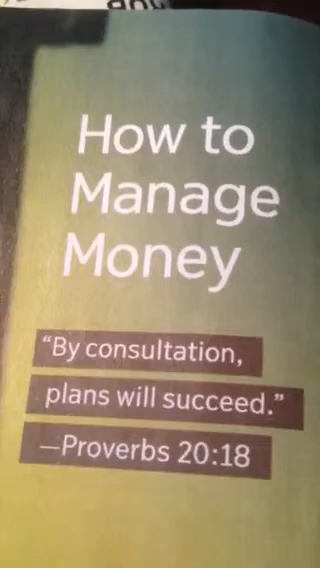 How to
Manage
Money
“By consultation,
plans will succeed.”
—Proverbs 20:18